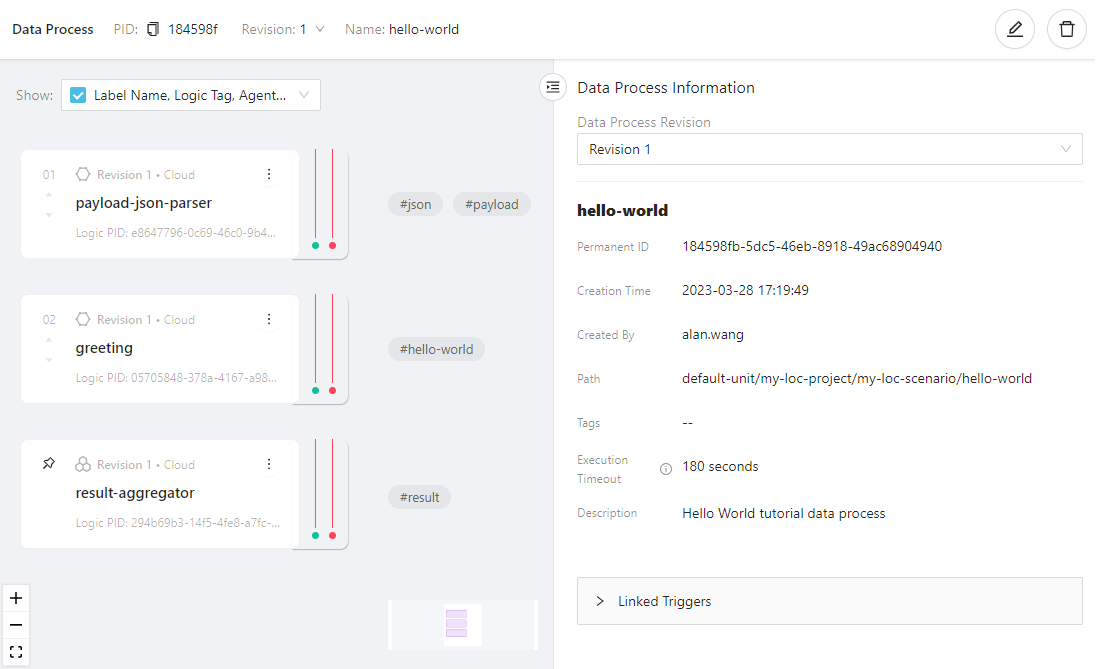 Data Process PID: 184598f Revision: 1 Name: hello-world
Show: Label Name, Logic Tag, Agent...
01 Revision 1 • Cloud
payload-json-parser
Logic PID: e8647796-0c69-46c0-9b4...
#json #payload
02 Revision 1 • Cloud
greeting
Logic PID: 05705848-378a-4167-a98...
#hello-world
Revision 1 • Cloud
result-aggregator
Logic PID: 294b69b3-14f5-4fe8-a7fc-...
#result
Data Process Information
Data Process Revision
Revision 1
hello-world
Permanent ID 184598fb-5dc5-46eb-8918-49ac68904940
Creation Time 2023-03-28 17:19:49
Created By alan.wang
Path default-unit/my-loc-project/my-loc-scenario/hello-world
Tags --
Execution
Timeout 180 seconds
Description Hello World tutorial data process
Linked Triggers